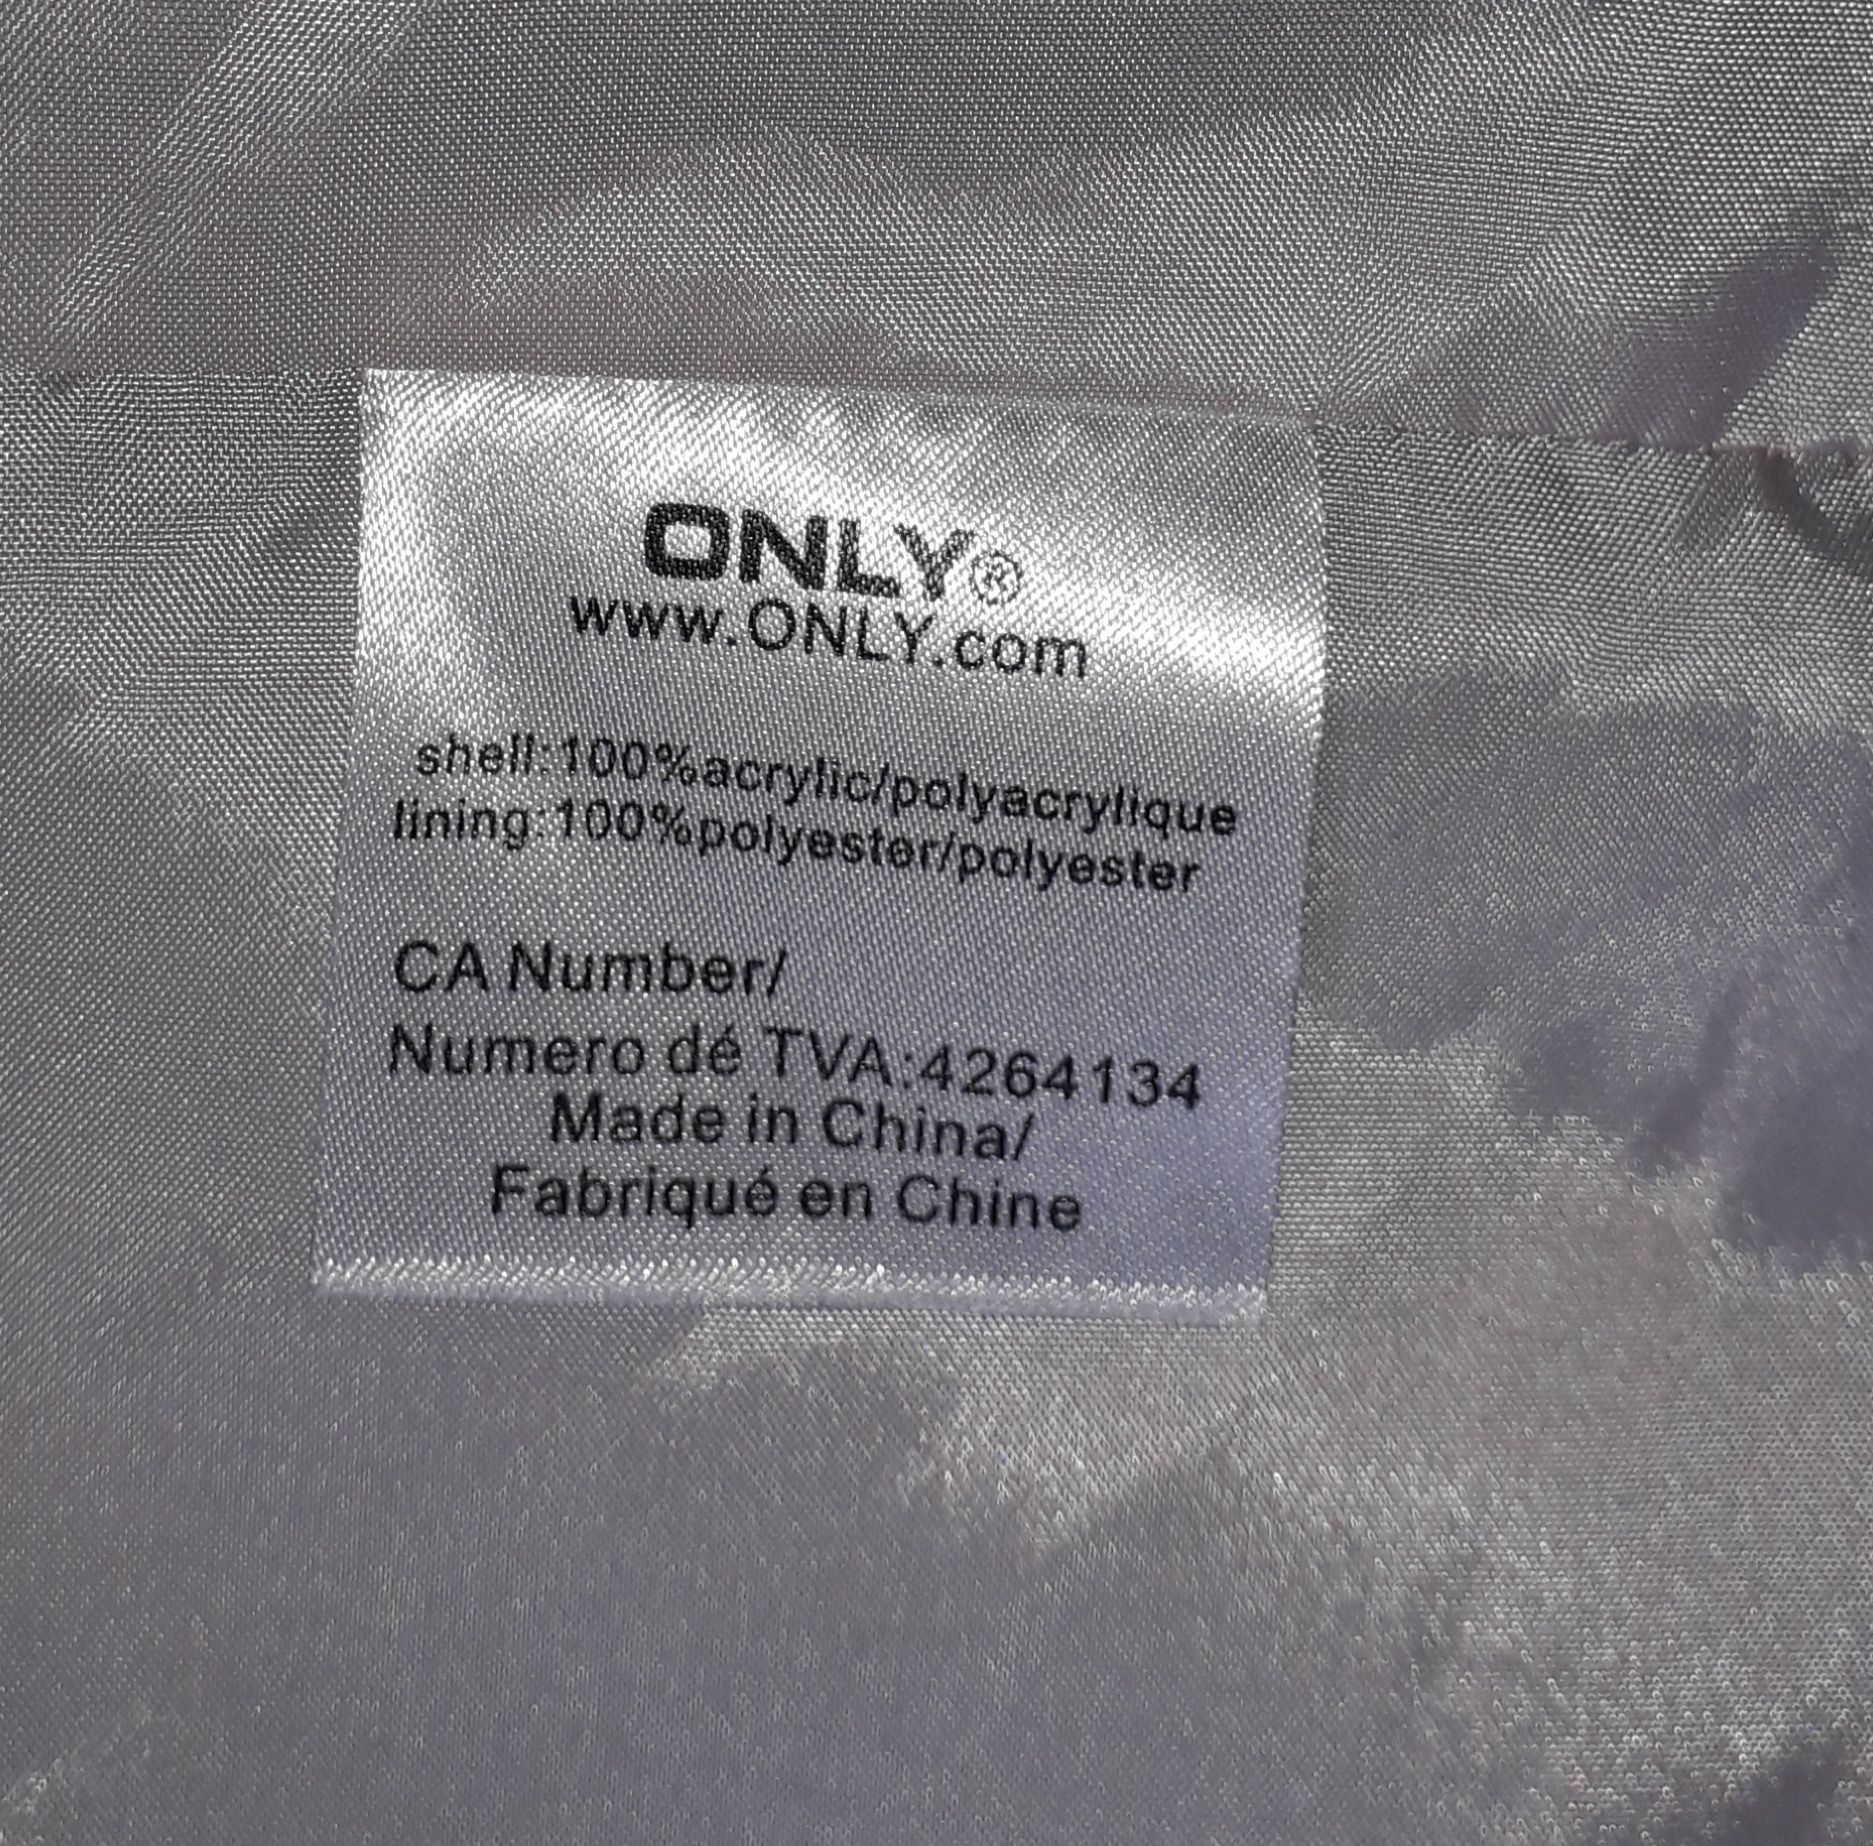 ONLY®
www.ONLY.com
shell:100%acrylic/polyacrylique
lining:100%polyester/polyester
CA Number/
Numero dé TVA:4264134
Made in China/
Fabriqué en Chine